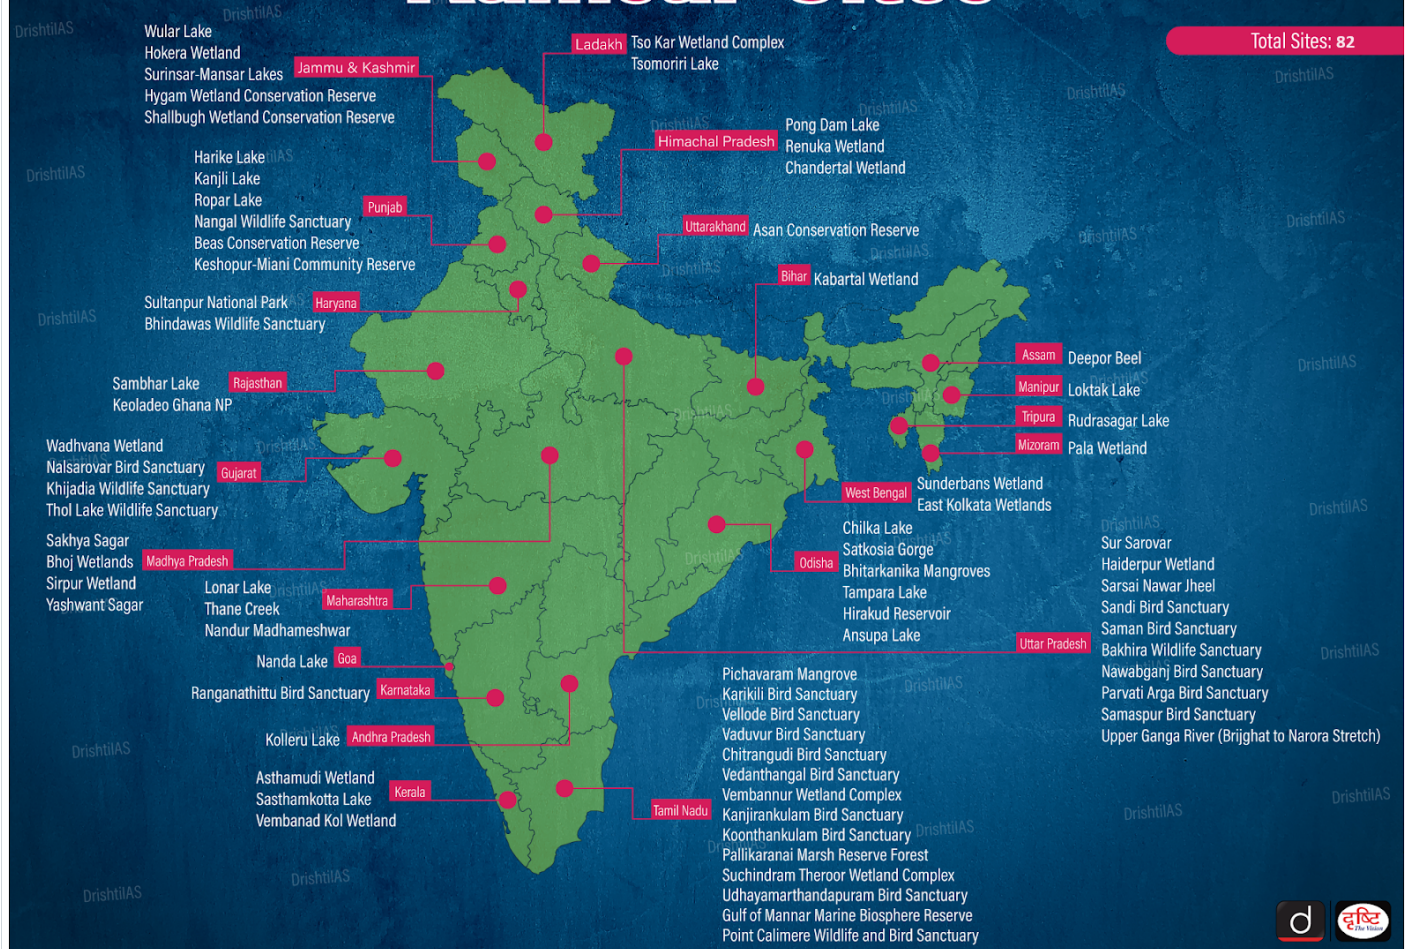 Ramsar Sites
Total Sites: 82
Wular Lake
Hokera Wetland
Surinsar-Mansar Lakes
Hygam Wetland Conservation Reserve
Shallbugh Wetland Conservation Reserve
Jammu & Kashmir
Ladakh
Tso Kar Wetland Complex
Tsomoriri Lake
Himachal Pradesh
Pong Dam Lake
Renuka Wetland
Chandertal Wetland
Harike Lake
Kanjli Lake
Ropar Lake
Nangal Wildlife Sanctuary
Beas Conservation Reserve
Keshopur-Miani Community Reserve
Punjab
Uttarakhand
Asan Conservation Reserve
Bihar
Kabartal Wetland
Sultanpur National Park
Bhindawas Wildlife Sanctuary
Haryana
Sambhar Lake
Keoladeo Ghana NP
Rajasthan
Assam
Deepor Beel
Manipur
Loktak Lake
Tripura
Rudrasagar Lake
Mizoram
Pala Wetland
Wadhvana Wetland
Nalsarovar Bird Sanctuary
Khijadia Wildlife Sanctuary
Thol Lake Wildlife Sanctuary
Gujarat
West Bengal
Sunderbans Wetland
East Kolkata Wetlands
Sakhya Sagar
Bhoj Wetlands
Sirpur Wetland
Yashwant Sagar
Madhya Pradesh
Odisha
Chilka Lake
Satkosia Gorge
Bhitarkanika Mangroves
Tampara Lake
Hirakud Reservoir
Ansupa Lake
Lonar Lake
Thane Creek
Nandur Madhameshwar
Maharashtra
Uttar Pradesh
Sur Sarovar
Haiderpur Wetland
Sarsai Nawar Jheel
Sandi Bird Sanctuary
Saman Bird Sanctuary
Bakhira Wildlife Sanctuary
Nawabganj Bird Sanctuary
Parvati Arga Bird Sanctuary
Samaspur Bird Sanctuary
Upper Ganga River (Brijghat to Narora Stretch)
Nanda Lake
Goa
Ranganathittu Bird Sanctuary
Karnataka
Kolleru Lake
Andhra Pradesh
Asthamudi Wetland
Sasthamkotta Lake
Vembanad Kol Wetland
Kerala
Tamil Nadu
Pichavaram Mangrove
Karikili Bird Sanctuary
Vellode Bird Sanctuary
Vaduvur Bird Sanctuary
Chitrangudi Bird Sanctuary
Vedanthangal Bird Sanctuary
Vembannur Wetland Complex
Kanjirankulam Bird Sanctuary
Koonthankulam Bird Sanctuary
Pallikaranai Marsh Reserve Forest
Suchindram Theroor Wetland Complex
Udhayamarthandapuram Bird Sanctuary
Gulf of Mannar Marine Biosphere Reserve
Point Calimere Wildlife and Bird Sanctuary
DrishtiIAS
d
दृष्टि
The Vision